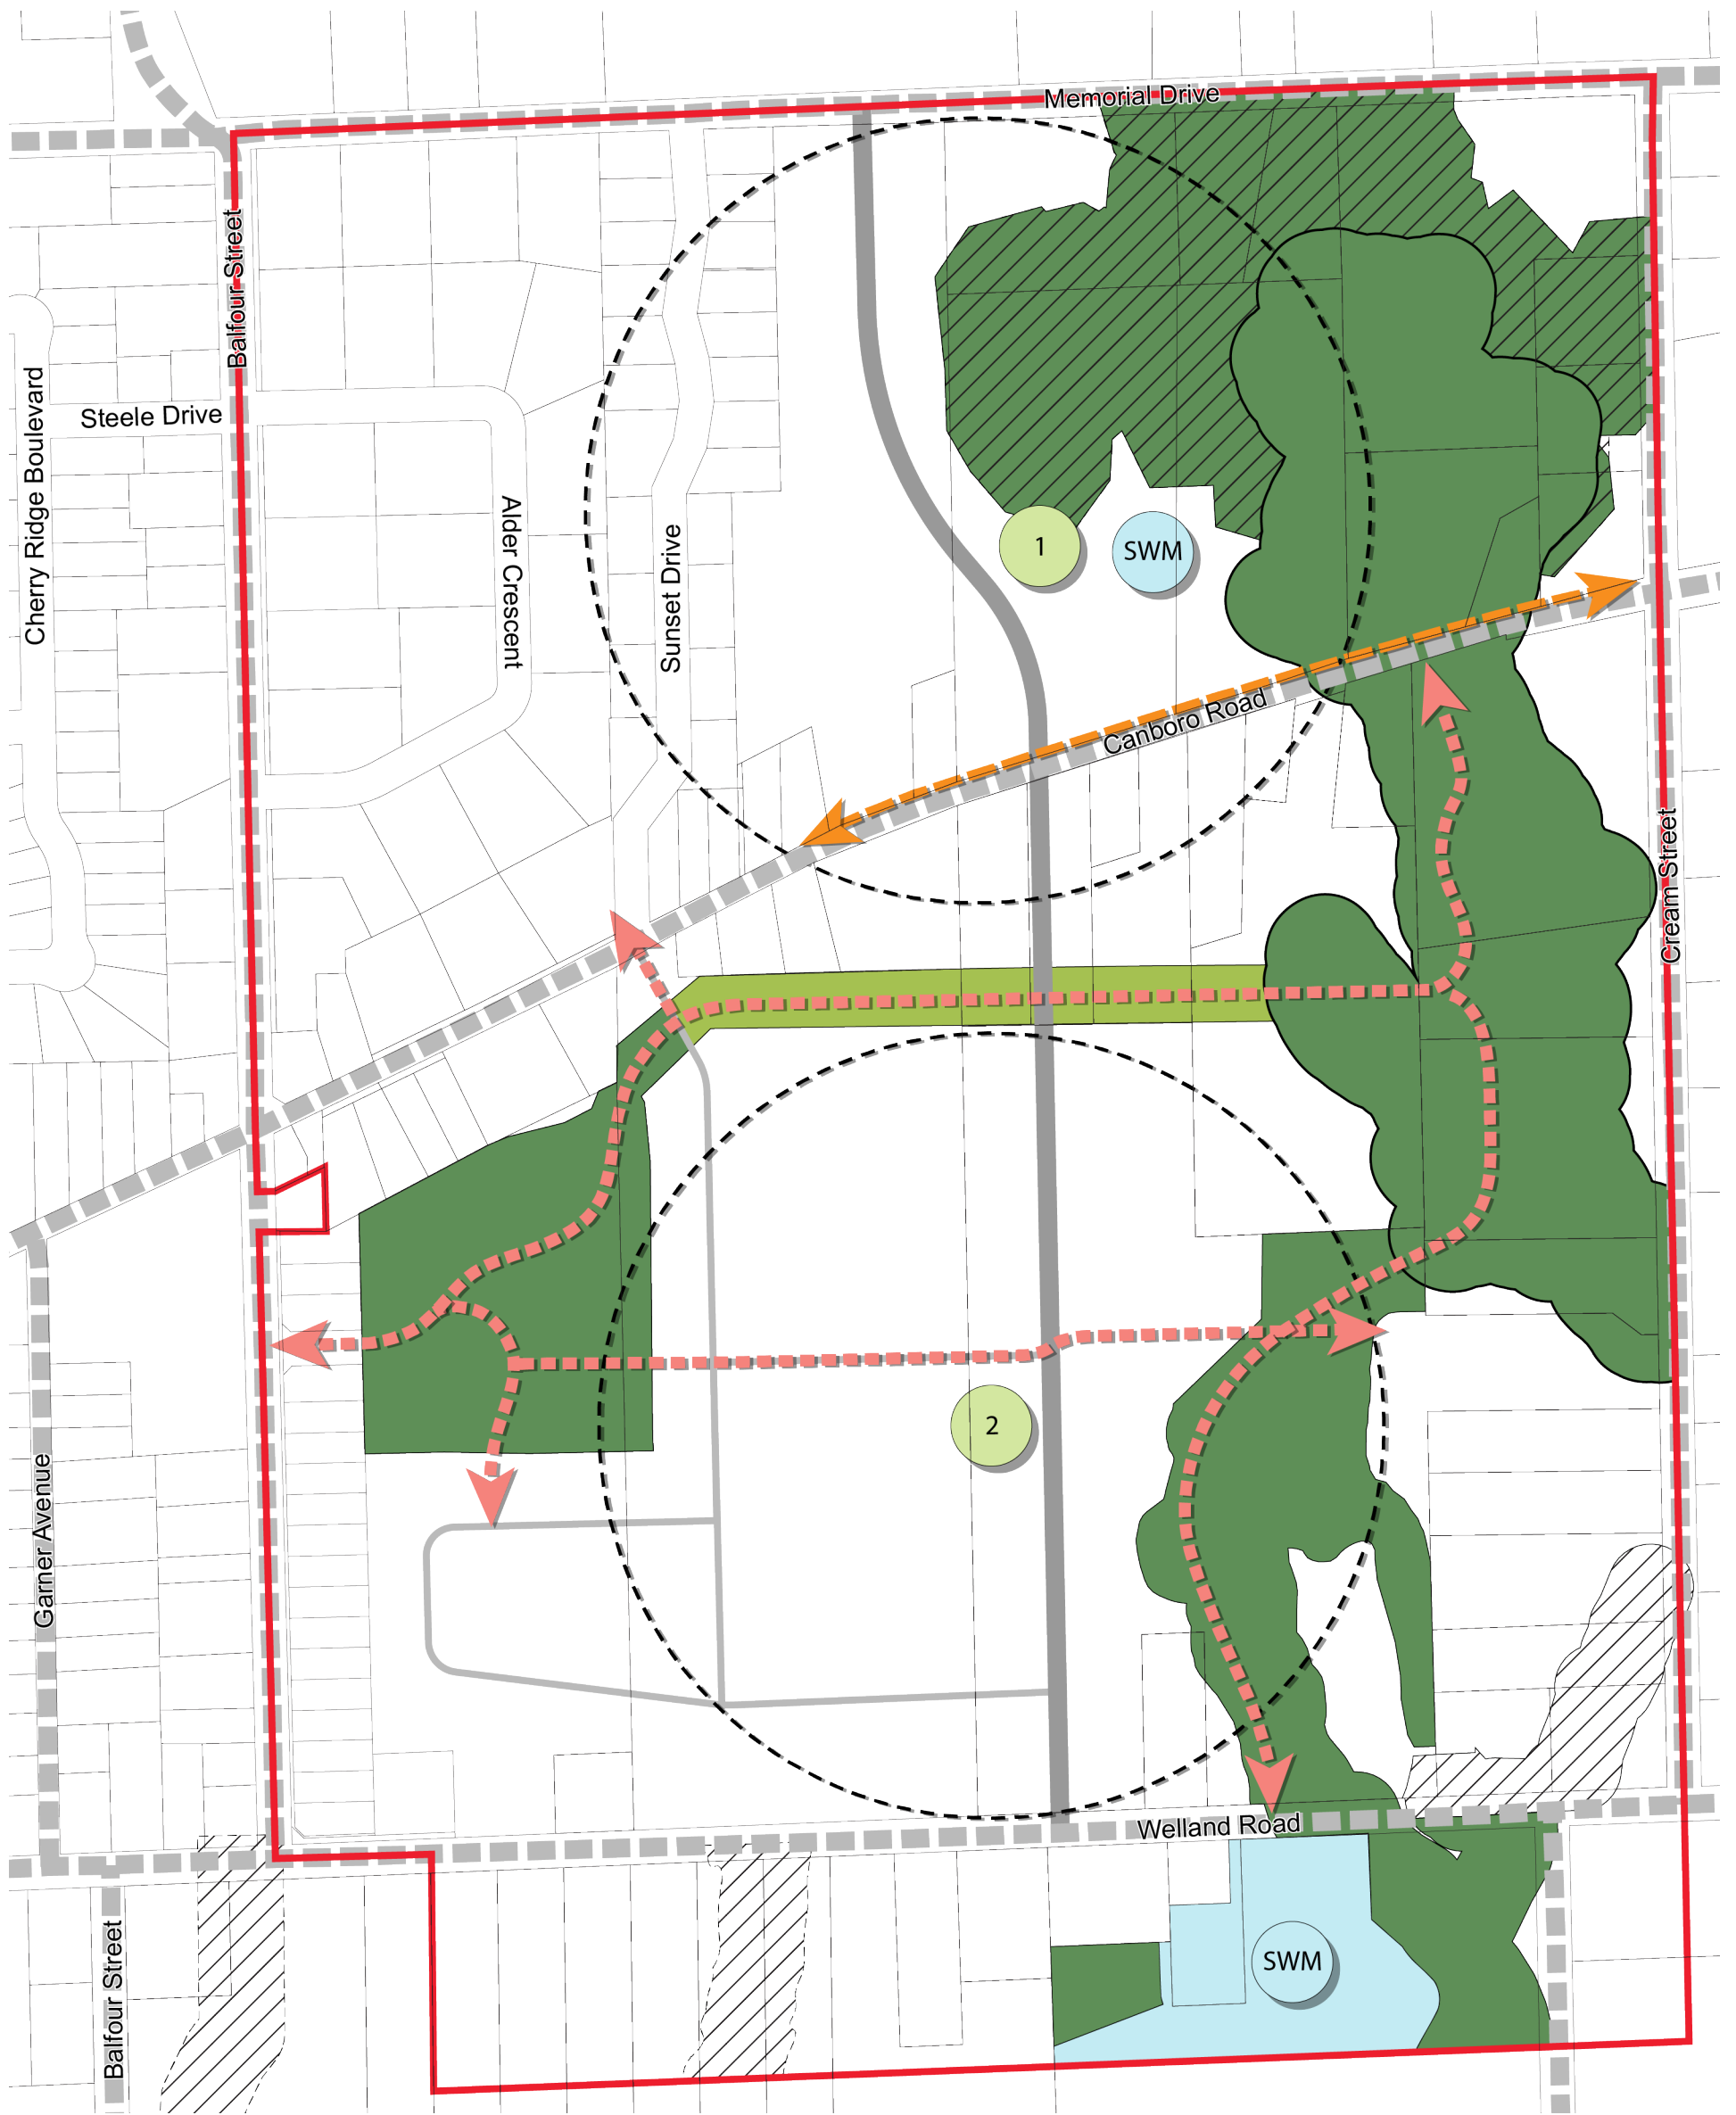 Memorial Drive
Balfour Street
Cherry Ridge Boulevard
Steele Drive
Alder Crescent
Sunset Drive
1
SWM
Canboro Road
Cream Street
2
Garner Avenue
Welland Road
Balfour Street
SWM